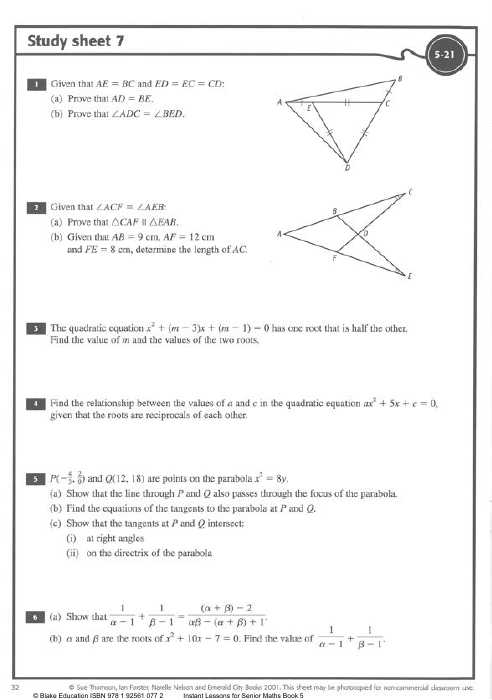 Study sheet 7
5-21
1 Given that AE = BC and ED = EC = CD:
(a) Prove that AD = BE.
(b) Prove that ∠ADC = ∠BED.
A
B
C
E
D
2 Given that ∠ACF = ∠AEB:
(a) Prove that △CAF ∥ △EAB.
(b) Given that AB = 9 cm, AF = 12 cm
and FE = 8 cm, determine the length of AC.
A
B
C
D
F
E
3 The quadratic equation x² + (m − 3)x + (m − 1) = 0 has one root that is half the other.
Find the value of m and the values of the two roots.
4 Find the relationship between the values of a and c in the quadratic equation ax² + 5x + c = 0,
given that the roots are reciprocals of each other.
5 P(−4/3, 2/9) and Q(12, 18) are points on the parabola x² = 8y.
(a) Show that the line through P and Q also passes through the focus of the parabola.
(b) Find the equations of the tangents to the parabola at P and Q.
(c) Show that the tangents at P and Q intersect:
(i) at right angles
(ii) on the directrix of the parabola
6 (a) Show that 1/(α − 1) + 1/(β − 1) = ((α + β) − 2)/(αβ − (α + β) + 1).
(b) α and β are the roots of x² + 10x − 7 = 0. Find the value of 1/(α − 1) + 1/(β − 1).
32 © Sue Thomson, Ian Forster, Narelle Nelson and Emerald City Books 2001. This sheet may be photocopied for non-commercial classroom use.
© Blake Education ISBN 978 1 92561 077 2 Instant Lessons for Senior Maths Book 5